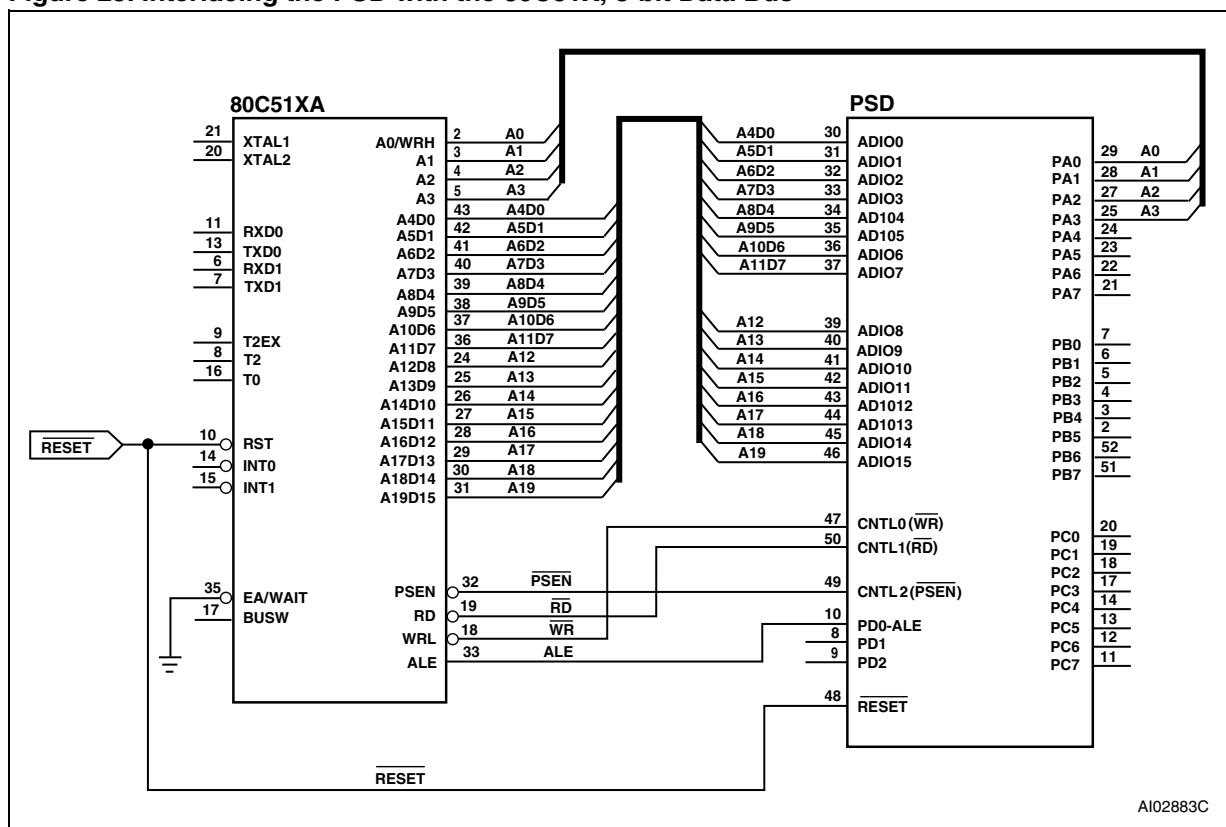 Interfacing the PSD with the 80C51XA, 8-bit Data Bus
80C51XA
21 XTAL1
20 XTAL2
11 RXD0
13 TXD0
6 RXD1
7 TXD1
9 T2EX
8 T2
16 T0
RESET
10 RST
14 INT0
15 INT1
35 EA/WAIT
17 BUSW
A0/WRH 2 A0
A1 3 A1
A2 4 A2
A3 5 A3
A4D0 43 A4D0
A5D1 42 A5D1
A6D2 41 A6D2
A7D3 40 A7D3
A8D4 39 A8D4
A9D5 38 A9D5
A10D6 37 A10D6
A11D7 36 A11D7
A12D8 24 A12
A13D9 25 A13
A14D10 26 A14
A15D11 27 A15
A16D12 28 A16
A17D13 29 A17
A18D14 30 A18
A19D15 31 A19
PSEN 32 PSEN
RD 19 RD
WRL 18 WR
ALE 33 ALE
RESET
PSD
A4D0 30 ADIO0
A5D1 31 ADIO1
A6D2 32 ADIO2
A7D3 33 ADIO3
A8D4 34 AD104
A9D5 35 AD105
A10D6 36 ADIO6
A11D7 37 ADIO7
A12 39 ADIO8
A13 40 ADIO9
A14 41 ADIO10
A15 42 ADIO11
A16 43 AD1012
A17 44 AD1013
A18 45 ADIO14
A19 46 ADIO15
47 CNTL0(WR)
50 CNTL1(RD)
49 CNTL2(PSEN)
10 PD0-ALE
8 PD1
9 PD2
48 RESET
PA0 29 A0
PA1 28 A1
PA2 27 A2
PA3 25 A3
PA4 24
PA5 23
PA6 22
PA7 21
PB0 7
PB1 6
PB2 5
PB3 4
PB4 3
PB5 2
PB6 52
PB7 51
PC0 20
PC1 19
PC2 18
PC3 17
PC4 14
PC5 13
PC6 12
PC7 11
AI02883C